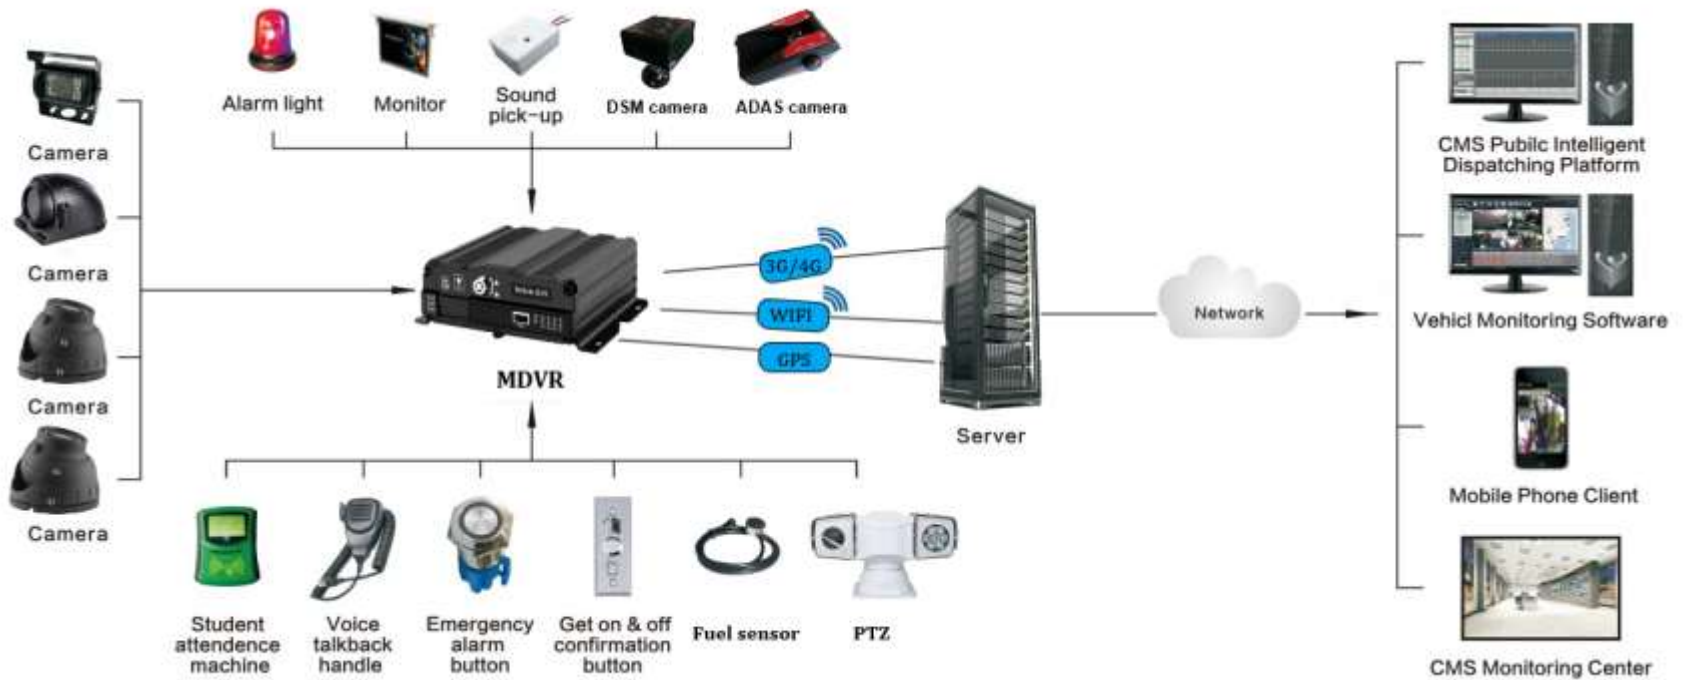 Alarm light
Monitor
Sound
pick-up
DSM camera
ADAS camera
Camera
Camera
Camera
Camera
MDVR
3G/4G
WIFI
GPS
Server
Network
CMS Pubilc Intelligent
Dispatching Platform
Vehicl Monitoring Software
Mobile Phone Client
CMS Monitoring Center
Student
attendence
machine
Voice
talkback
handle
Emergency
alarm
button
Get on & off
confirmation
button
Fuel sensor
PTZ